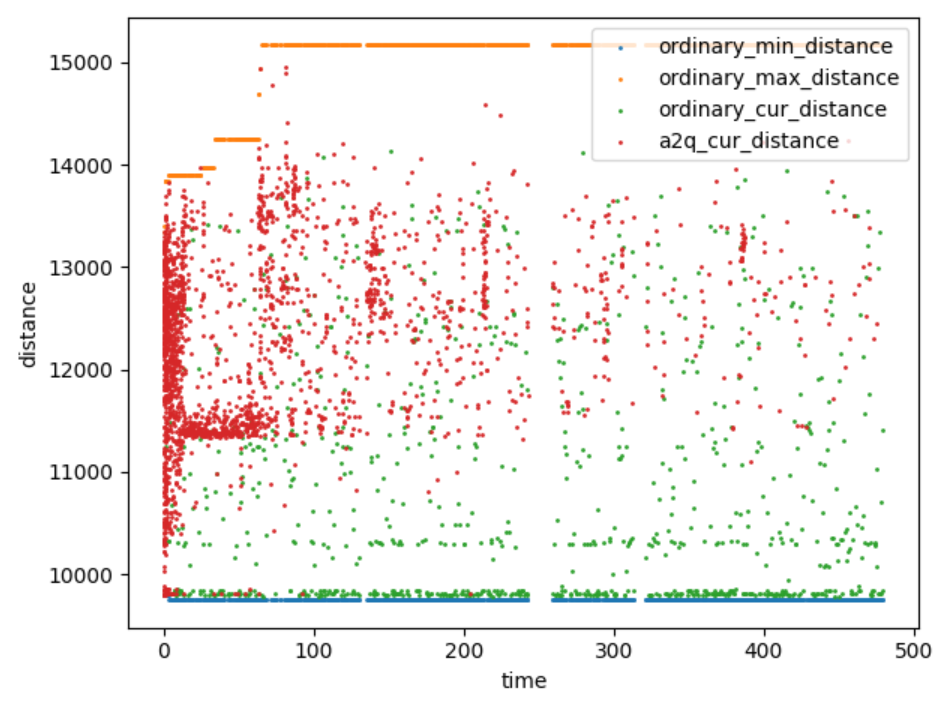 15000
14000
13000
12000
11000
10000
distance
0 100 200 300 400 500
time
ordinary_min_distance
ordinary_max_distance
ordinary_cur_distance
a2q_cur_distance